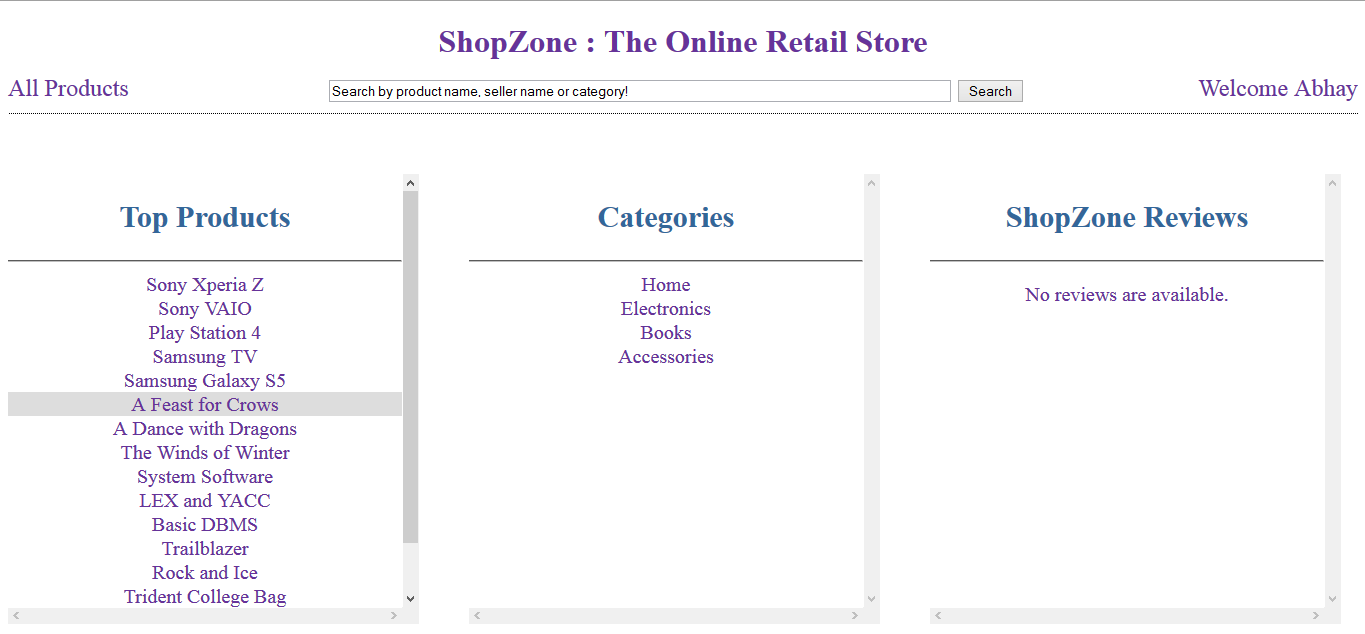 ShopZone : The Online Retail Store
All Products
Search by product name, seller name or category!
Search
Welcome Abhay
Top Products
Sony Xperia Z
Sony VAIO
Play Station 4
Samsung TV
Samsung Galaxy S5
A Feast for Crows
A Dance with Dragons
The Winds of Winter
System Software
LEX and YACC
Basic DBMS
Trailblazer
Rock and Ice
Trident College Bag
Categories
Home
Electronics
Books
Accessories
ShopZone Reviews
No reviews are available.